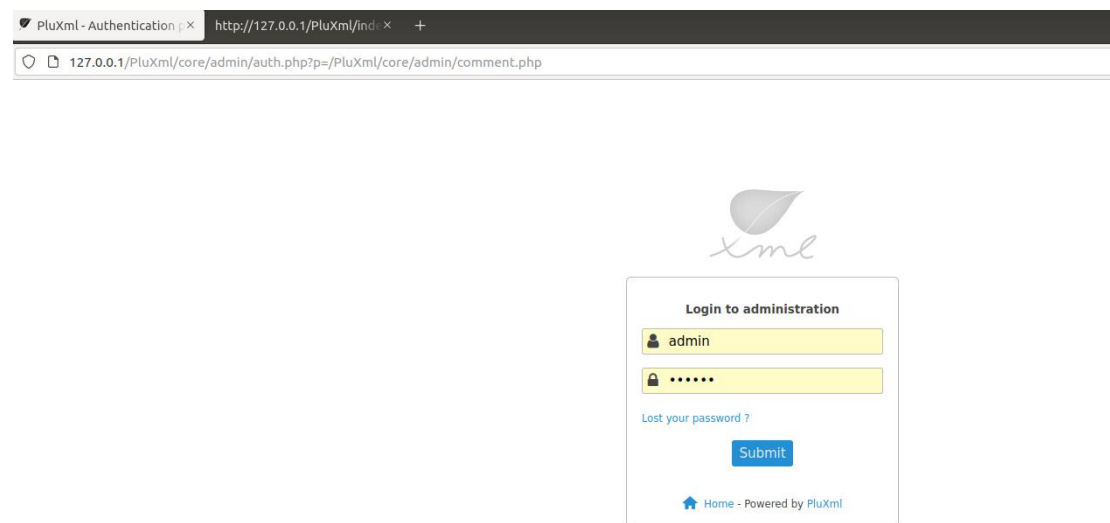 PluXml - Authentication p
http://127.0.0.1/PluXml/inde
127.0.0.1/PluXml/core/admin/auth.php?p=/PluXml/core/admin/comment.php
xml
Login to administration
admin
••••••
Lost your password ?
Submit
Home - Powered by PluXml